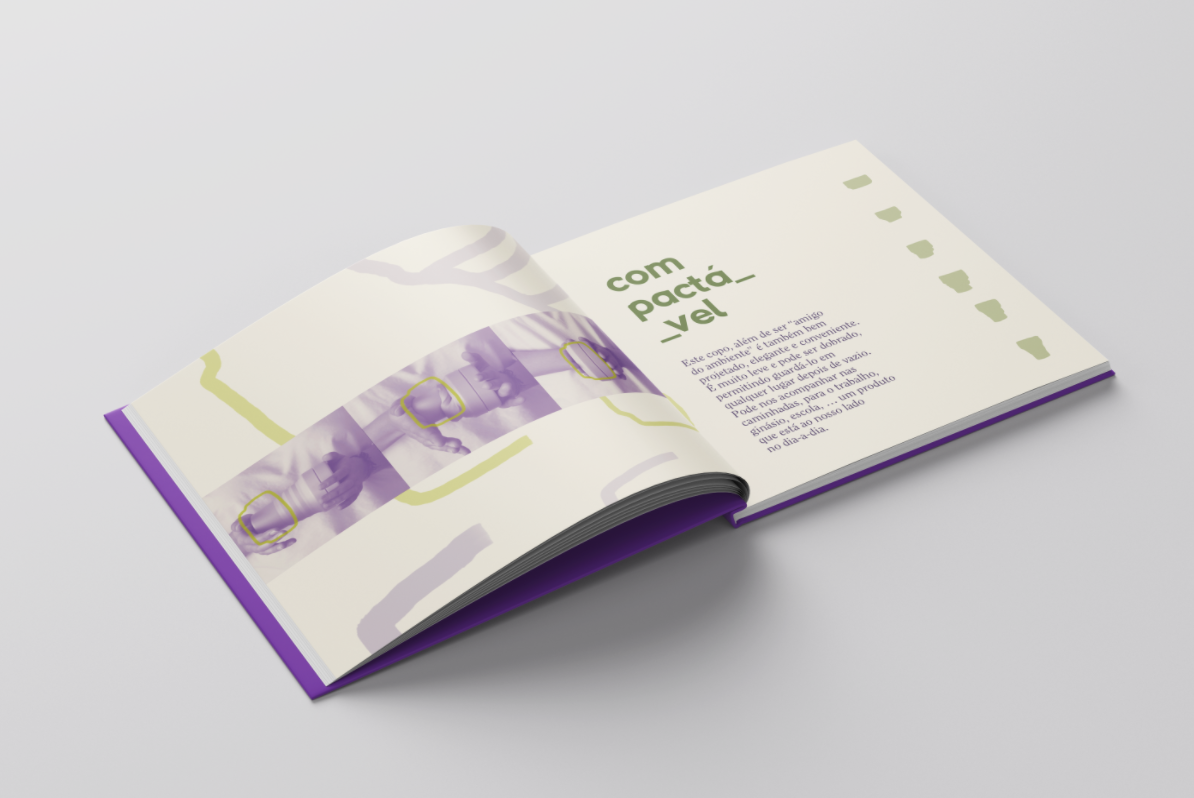 com
pactá_
_vel
Este copo, além de ser "amigo
do ambiente" é também bem
projetado, elegante e conveniente.
É muito leve e pode ser dobrado,
permitindo guardá-lo em
qualquer lugar depois de vazio.
Pode nos acompanhar nas
caminhadas, para o trabalho,
ginásio, escola, ... um produto
que está ao nosso lado
no dia-a-dia.